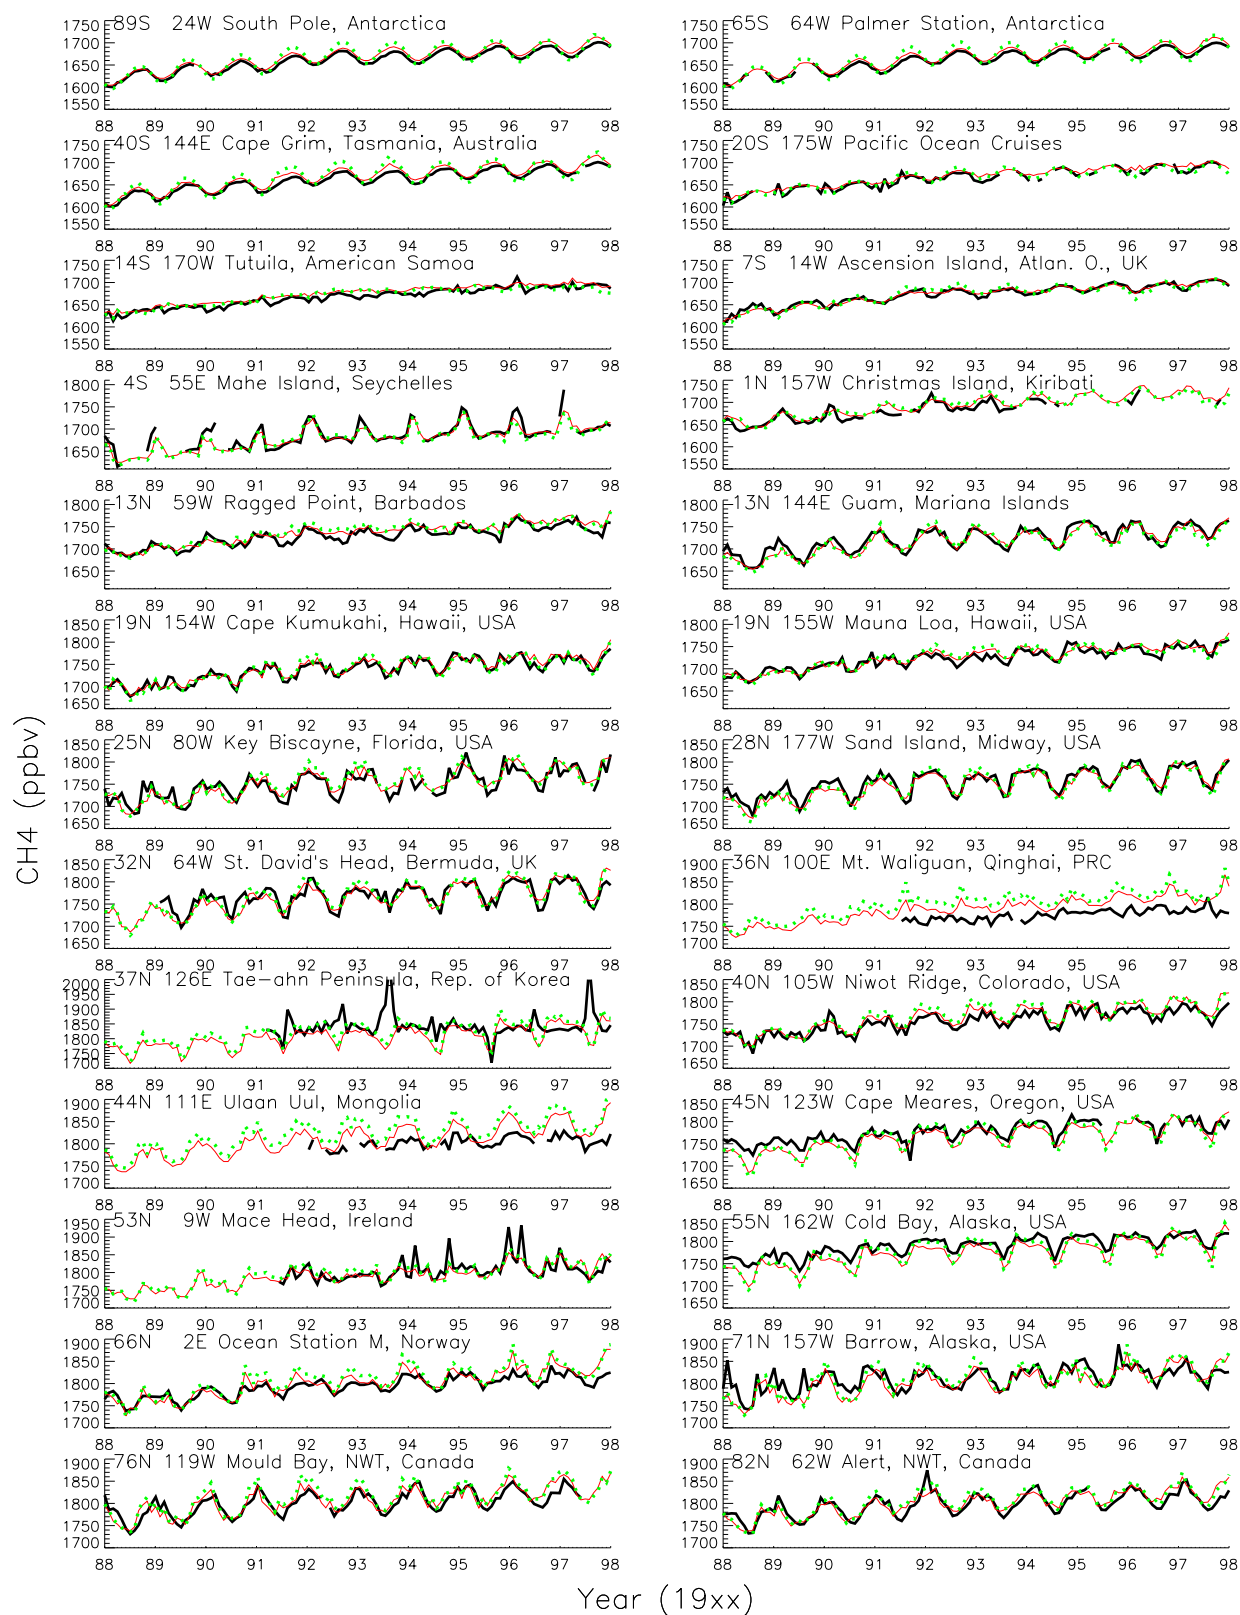 89S 24W South Pole, Antarctica
1750
1700
1650
1600
1550
88 89 90 91 92 93 94 95 96 97 98
65S 64W Palmer Station, Antarctica
1750
1700
1650
1600
1550
88 89 90 91 92 93 94 95 96 97 98
40S 144E Cape Grim, Tasmania, Australia
1750
1700
1650
1600
1550
88 89 90 91 92 93 94 95 96 97 98
20S 175W Pacific Ocean Cruises
1750
1700
1650
1600
1550
88 89 90 91 92 93 94 95 96 97 98
14S 170W Tutuila, American Samoa
1750
1700
1650
1600
1550
88 89 90 91 92 93 94 95 96 97 98
7S 14W Ascension Island, Atlan. O., UK
1750
1700
1650
1600
1550
88 89 90 91 92 93 94 95 96 97 98
4S 55E Mahe Island, Seychelles
1800
1750
1700
1650
88 89 90 91 92 93 94 95 96 97 98
1N 157W Christmas Island, Kiribati
1750
1700
1650
1600
1550
88 89 90 91 92 93 94 95 96 97 98
13N 59W Ragged Point, Barbados
1800
1750
1700
1650
88 89 90 91 92 93 94 95 96 97 98
13N 144E Guam, Mariana Islands
1800
1750
1700
1650
88 89 90 91 92 93 94 95 96 97 98
19N 154W Cape Kumukahi, Hawaii, USA
1850
1800
1750
1700
1650
88 89 90 91 92 93 94 95 96 97 98
19N 155W Mauna Loa, Hawaii, USA
1800
1750
1700
1650
88 89 90 91 92 93 94 95 96 97 98
CH4 (ppbv)
25N 80W Key Biscayne, Florida, USA
1850
1800
1750
1700
1650
88 89 90 91 92 93 94 95 96 97 98
28N 177W Sand Island, Midway, USA
1850
1800
1750
1700
1650
88 89 90 91 92 93 94 95 96 97 98
32N 64W St. David's Head, Bermuda, UK
1850
1800
1750
1700
1650
88 89 90 91 92 93 94 95 96 97 98
36N 100E Mt. Waliguan, Qinghai, PRC
1900
1850
1800
1750
1700
88 89 90 91 92 93 94 95 96 97 98
37N 126E Tae-ahn Peninsula, Rep. of Korea
2000
1950
1900
1850
1800
1750
1700
88 89 90 91 92 93 94 95 96 97 98
40N 105W Niwot Ridge, Colorado, USA
1850
1800
1750
1700
1650
88 89 90 91 92 93 94 95 96 97 98
44N 111E Ulaan Uul, Mongolia
1900
1850
1800
1750
1700
88 89 90 91 92 93 94 95 96 97 98
45N 123W Cape Meares, Oregon, USA
1850
1800
1750
1700
1650
88 89 90 91 92 93 94 95 96 97 98
53N 9W Mace Head, Ireland
1950
1900
1850
1800
1750
1700
88 89 90 91 92 93 94 95 96 97 98
55N 162W Cold Bay, Alaska, USA
1850
1800
1750
1700
1650
88 89 90 91 92 93 94 95 96 97 98
66N 2E Ocean Station M, Norway
1900
1850
1800
1750
1700
88 89 90 91 92 93 94 95 96 97 98
71N 157W Barrow, Alaska, USA
1900
1850
1800
1750
1700
88 89 90 91 92 93 94 95 96 97 98
76N 119W Mould Bay, NWT, Canada
1900
1850
1800
1750
1700
88 89 90 91 92 93 94 95 96 97 98
82N 62W Alert, NWT, Canada
1900
1850
1800
1750
1700
88 89 90 91 92 93 94 95 96 97 98
Year (19xx)